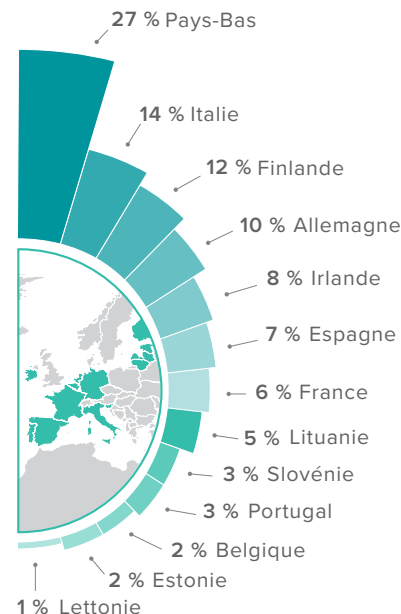 27 % Pays-Bas
14 % Italie
12 % Finlande
10 % Allemagne
8 % Irlande
7 % Espagne
6 % France
5 % Lituanie
3 % Slovénie
3 % Portugal
2 % Belgique
2 % Estonie
1 % Lettonie